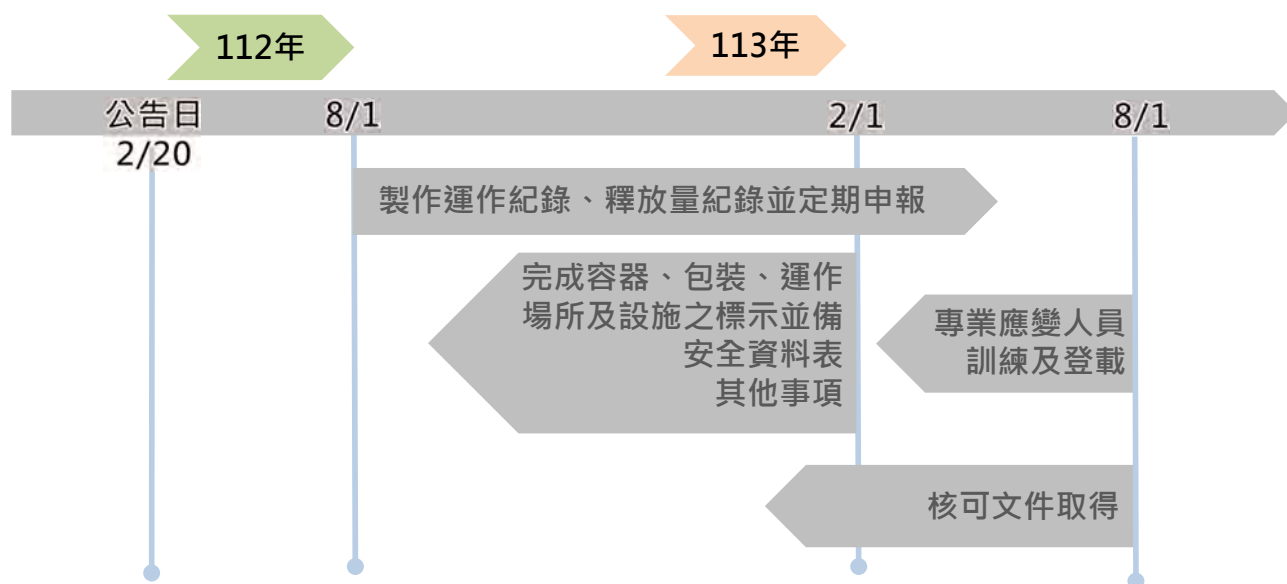 112年
113年
公告日
2/20
8/1
2/1
8/1
製作運作紀錄、釋放量紀錄並定期申報
完成容器、包裝、運作
場所及設施之標示並備
安全資料表
其他事項
專業應變人員
訓練及登載
核可文件取得